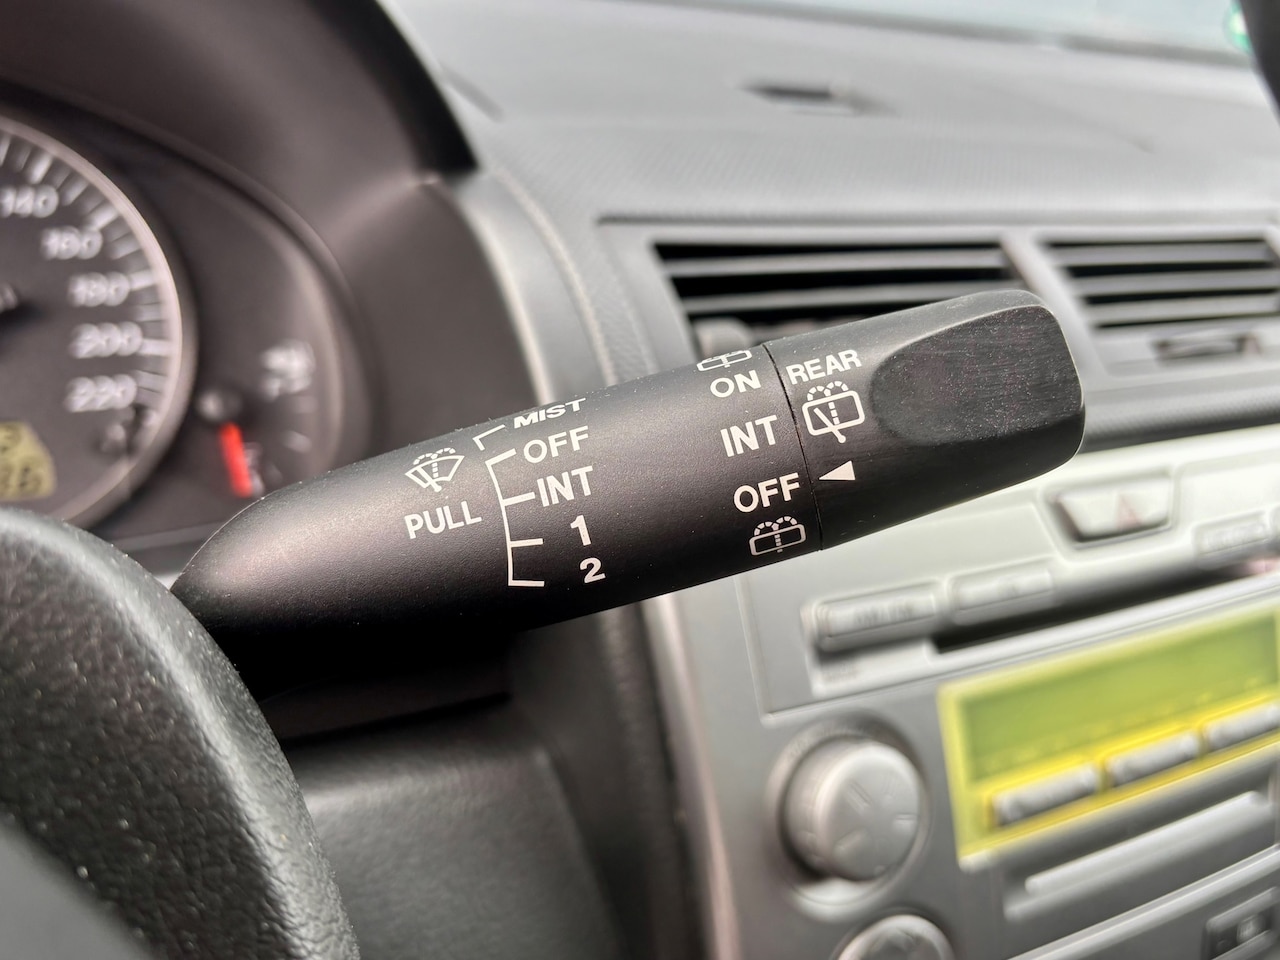 140
160
180
200
220
MIST
OFF
INT
1
2
PULL
ON
INT
OFF
REAR